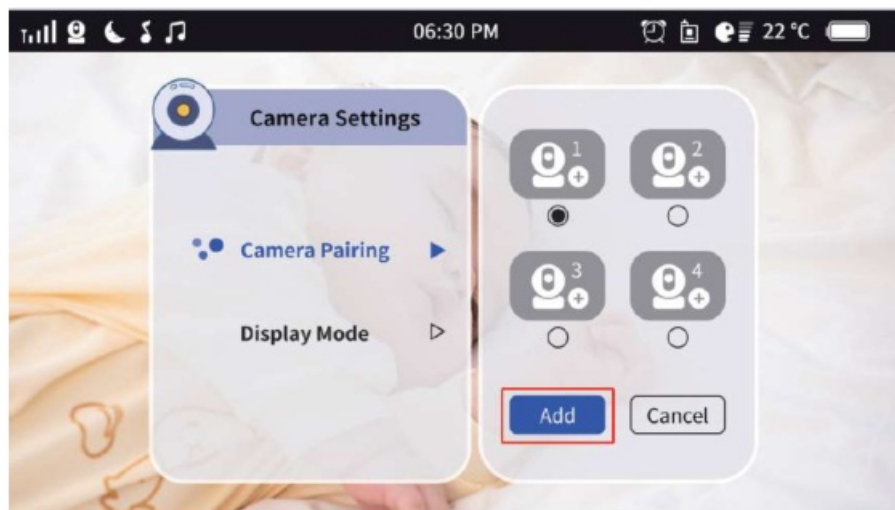 06:30 PM
22 °C
Camera Settings
Camera Pairing
Display Mode
1
2
3
4
Add
Cancel